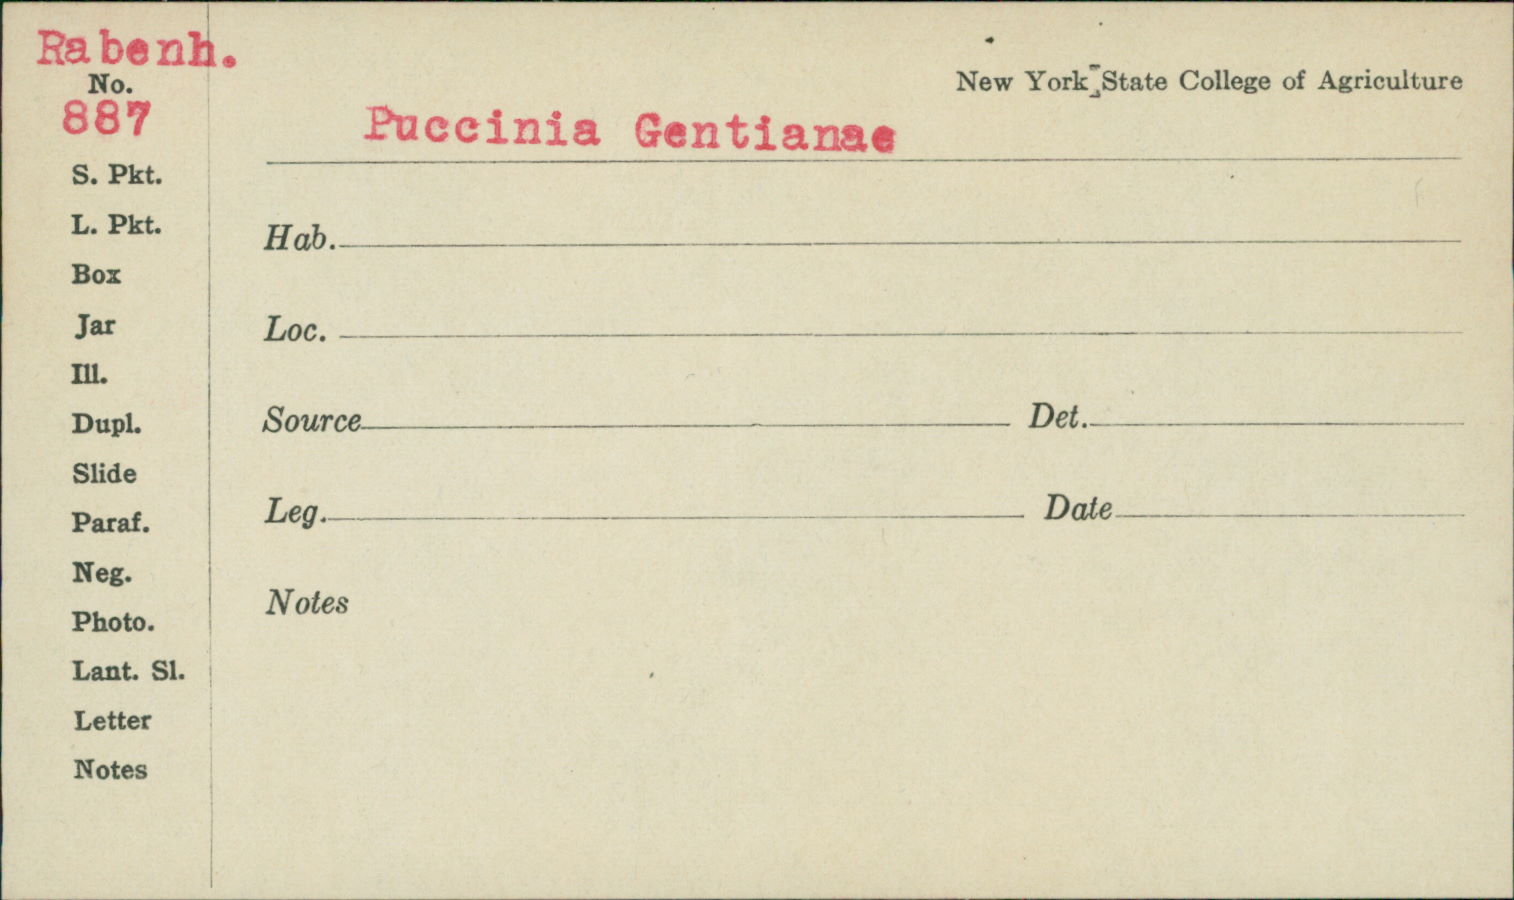 Rabenh.
No.
887
S. Pkt.
L. Pkt.
Box
Jar
Ill.
Dupl.
Slide
Paraf.
Neg.
Photo.
Lant. Sl.
Letter
Notes
New York State College of Agriculture
Puccinia Gentianae
Hab.
Loc.
Source Det.
Leg. Date
Notes